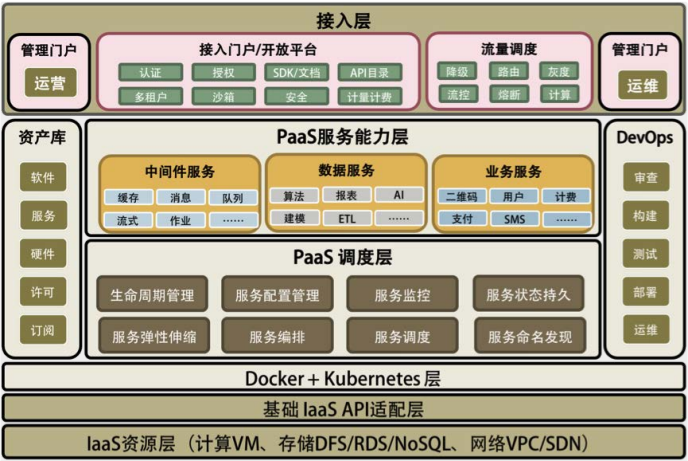 接入层
管理门户
运营
接入门户/开放平台
认证 授权 SDK/文档 API目录
多租户 沙箱 安全 计量计费
流量调度
降级 路由 灰度
流控 熔断 计算
管理门户
运维
资产库
软件
服务
硬件
许可
订阅
PaaS服务能力层
中间件服务
缓存 消息 队列
流式 作业 ……
数据服务
算法 报表 AI
建模 ETL ……
业务服务
二维码 用户 计费
支付 SMS ……
PaaS 调度层
生命周期管理 服务配置管理 服务监控 服务状态持久
服务弹性伸缩 服务编排 服务调度 服务命名发现
DevOps
审查
构建
测试
部署
运维
Docker + Kubernetes 层
基础 IaaS API适配层
IaaS资源层（计算VM、存储DFS/RDS/NoSQL、网络VPC/SDN）